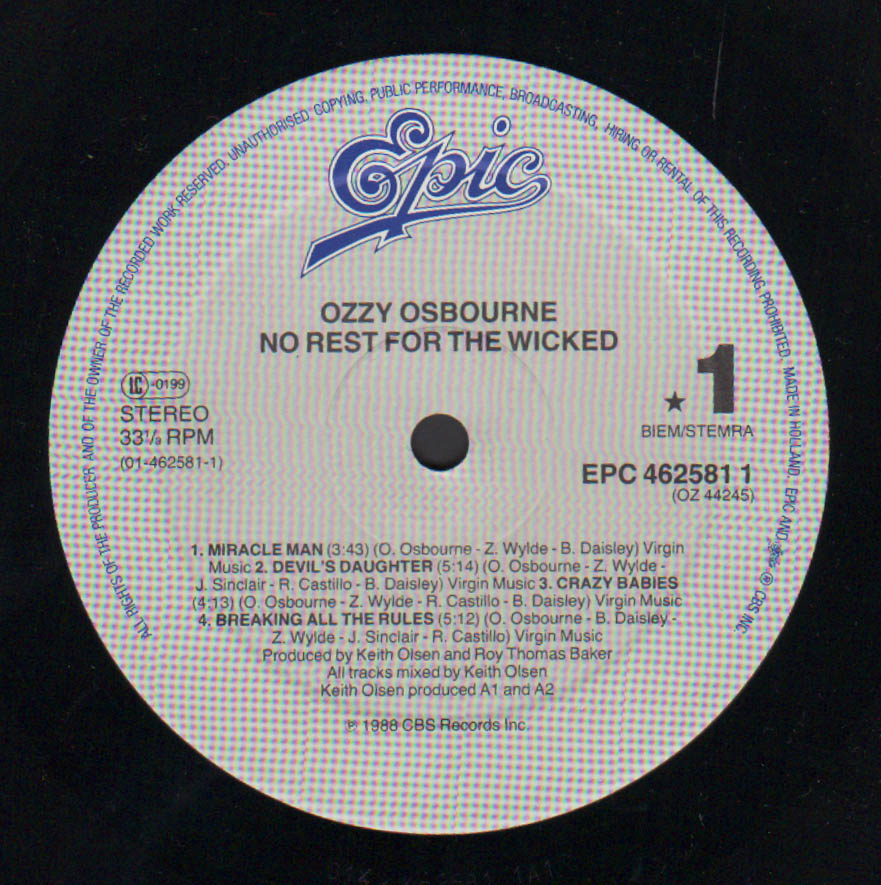 ALL RIGHTS OF THE PRODUCER AND OF THE OWNER OF THE RECORDED WORK RESERVED. UNAUTHORISED COPYING, PUBLIC PERFORMANCE, BROADCASTING, HIRING OR RENTAL OF THIS RECORDING PROHIBITED. MADE IN HOLLAND. EPIC AND ® CBS INC.
Epic
OZZY OSBOURNE
NO REST FOR THE WICKED
LC -0199
STEREO
33⅓ RPM
(01-462581-1)
★ 1
BIEM/STEMRA
EPC 462581 1
(OZ 44245)
1. MIRACLE MAN (3:43) (O. Osbourne - Z. Wylde - B. Daisley) Virgin
Music 2. DEVIL'S DAUGHTER (5:14) (O. Osbourne - Z. Wylde -
J. Sinclair - R. Castillo - B. Daisley) Virgin Music 3. CRAZY BABIES
(4:13) (O. Osbourne - Z. Wylde - R. Castillo - B. Daisley) Virgin Music
4. BREAKING ALL THE RULES (5:12) (O. Osbourne - B. Daisley -
Z. Wylde - J. Sinclair - R. Castillo) Virgin Music
Produced by Keith Olsen and Roy Thomas Baker
All tracks mixed by Keith Olsen
Keith Olsen produced A1 and A2
℗ 1988 CBS Records Inc.